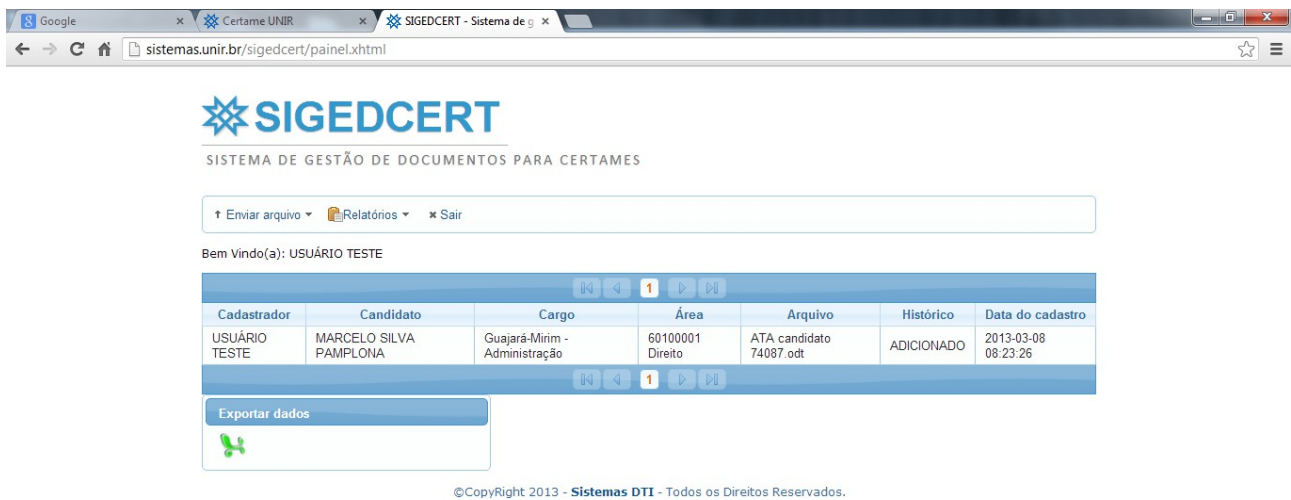 Google
Certame UNIR
SIGEDCERT - Sistema de g
sistemas.unir.br/sigedcert/painel.xhtml
SIGEDCERT
SISTEMA DE GESTÃO DE DOCUMENTOS PARA CERTAMES
Enviar arquivo Relatórios Sair
Bem Vindo(a): USUÁRIO TESTE
1
Cadastrador Candidato Cargo Área Arquivo Histórico Data do cadastro
USUÁRIO MARCELO SILVA Guajará-Mirim - 60100001 ATA candidato ADICIONADO 2013-03-08
TESTE PAMPLONA Administração Direito 74087.odt 08:23:26
1
Exportar dados
©CopyRight 2013 - Sistemas DTI - Todos os Direitos Reservados.